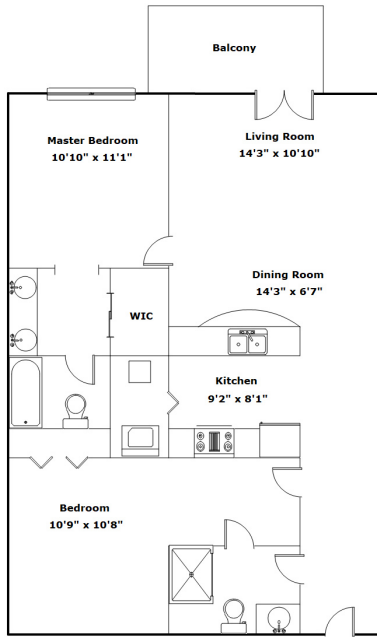 Balcony
Master Bedroom
10'10" x 11'1"
Living Room
14'3" x 10'10"
Dining Room
14'3" x 6'7"
WIC
Kitchen
9'2" x 8'1"
Bedroom
10'9" x 10'8"